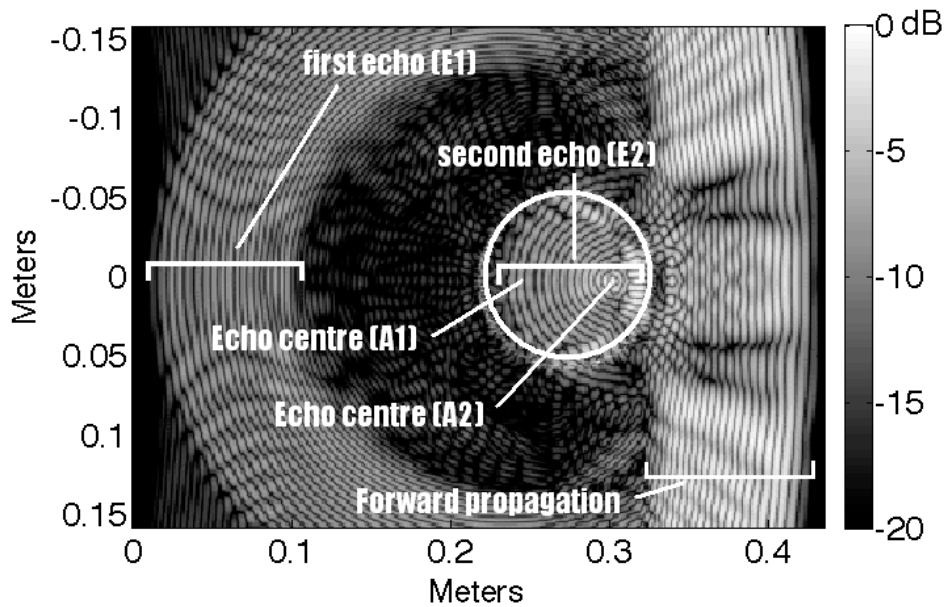 0 dB
-0.15
first echo (E1)
-0.1
-5
second echo (E2)
-0.05
Meters
0
-10
Echo centre (A1)
0.05
Echo centre (A2)
-15
0.1
Forward propagation
0.15
-20
0
0.1
0.2
0.3
0.4
Meters